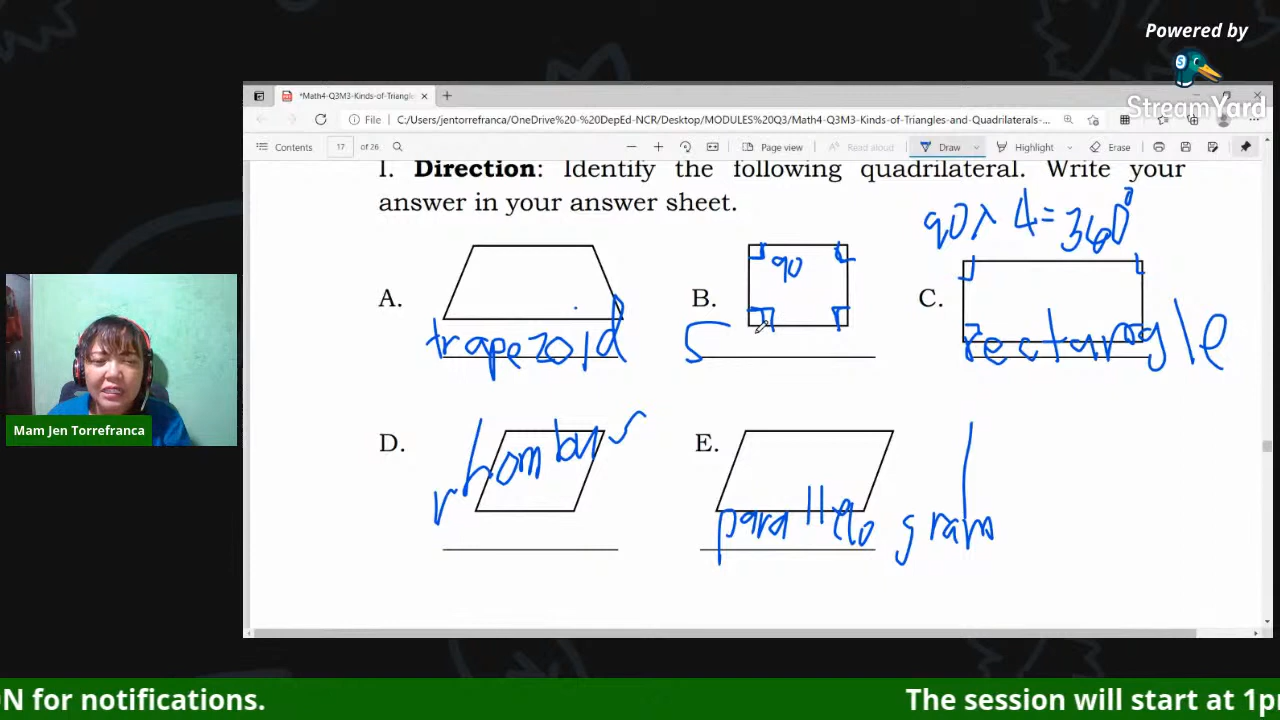 Powered by
StreamYard
*Math4-Q3M3-Kinds-of-Triangle
File C:/Users/jentorrefranca/OneDrive%20-%20DepEd-NCR/Desktop/MODULES%20Q3/Math4-Q3M3-Kinds-of-Triangles-and-Quadrilaterals-...
Contents 17 of 26 Page view Read aloud Draw Highlight Erase
I. Direction: Identify the following quadrilateral. Write your
answer in your answer sheet.
90 x 4 = 360°
A. B. 90 C.
trapezoid S rectangle
Mam Jen Torrefranca
D. rhombus E.
parallelogram
ON for notifications. The session will start at 1p